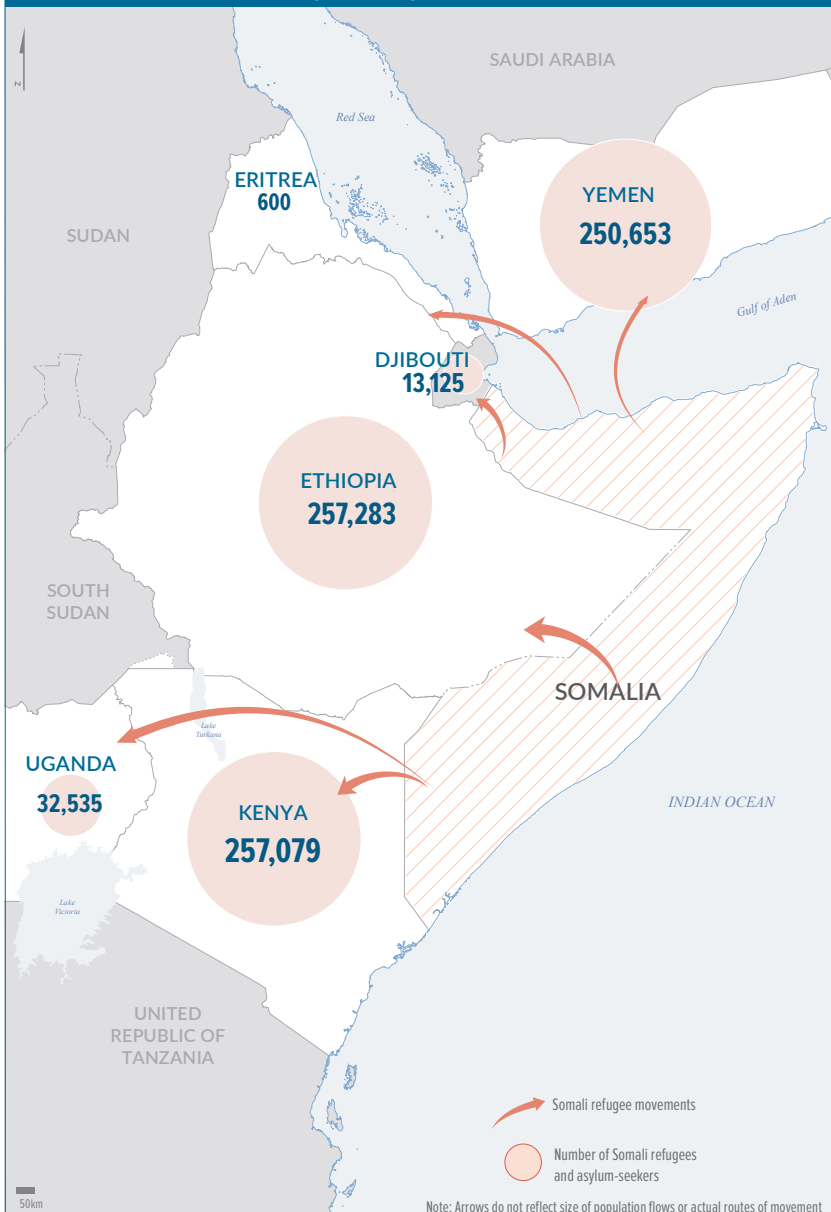 N
SAUDI ARABIA
Red Sea
ERITREA
600
YEMEN
250,653
SUDAN
Gulf of Aden
DJIBOUTI
13,125
ETHIOPIA
257,283
SOUTH
SUDAN
SOMALIA
Lake
Turkana
UGANDA
32,535
KENYA
257,079
INDIAN OCEAN
Lake
Victoria
UNITED
REPUBLIC OF
TANZANIA
Somali refugee movements
Number of Somali refugees
and asylum-seekers
50km
Note: Arrows do not reflect size of population flows or actual routes of movement